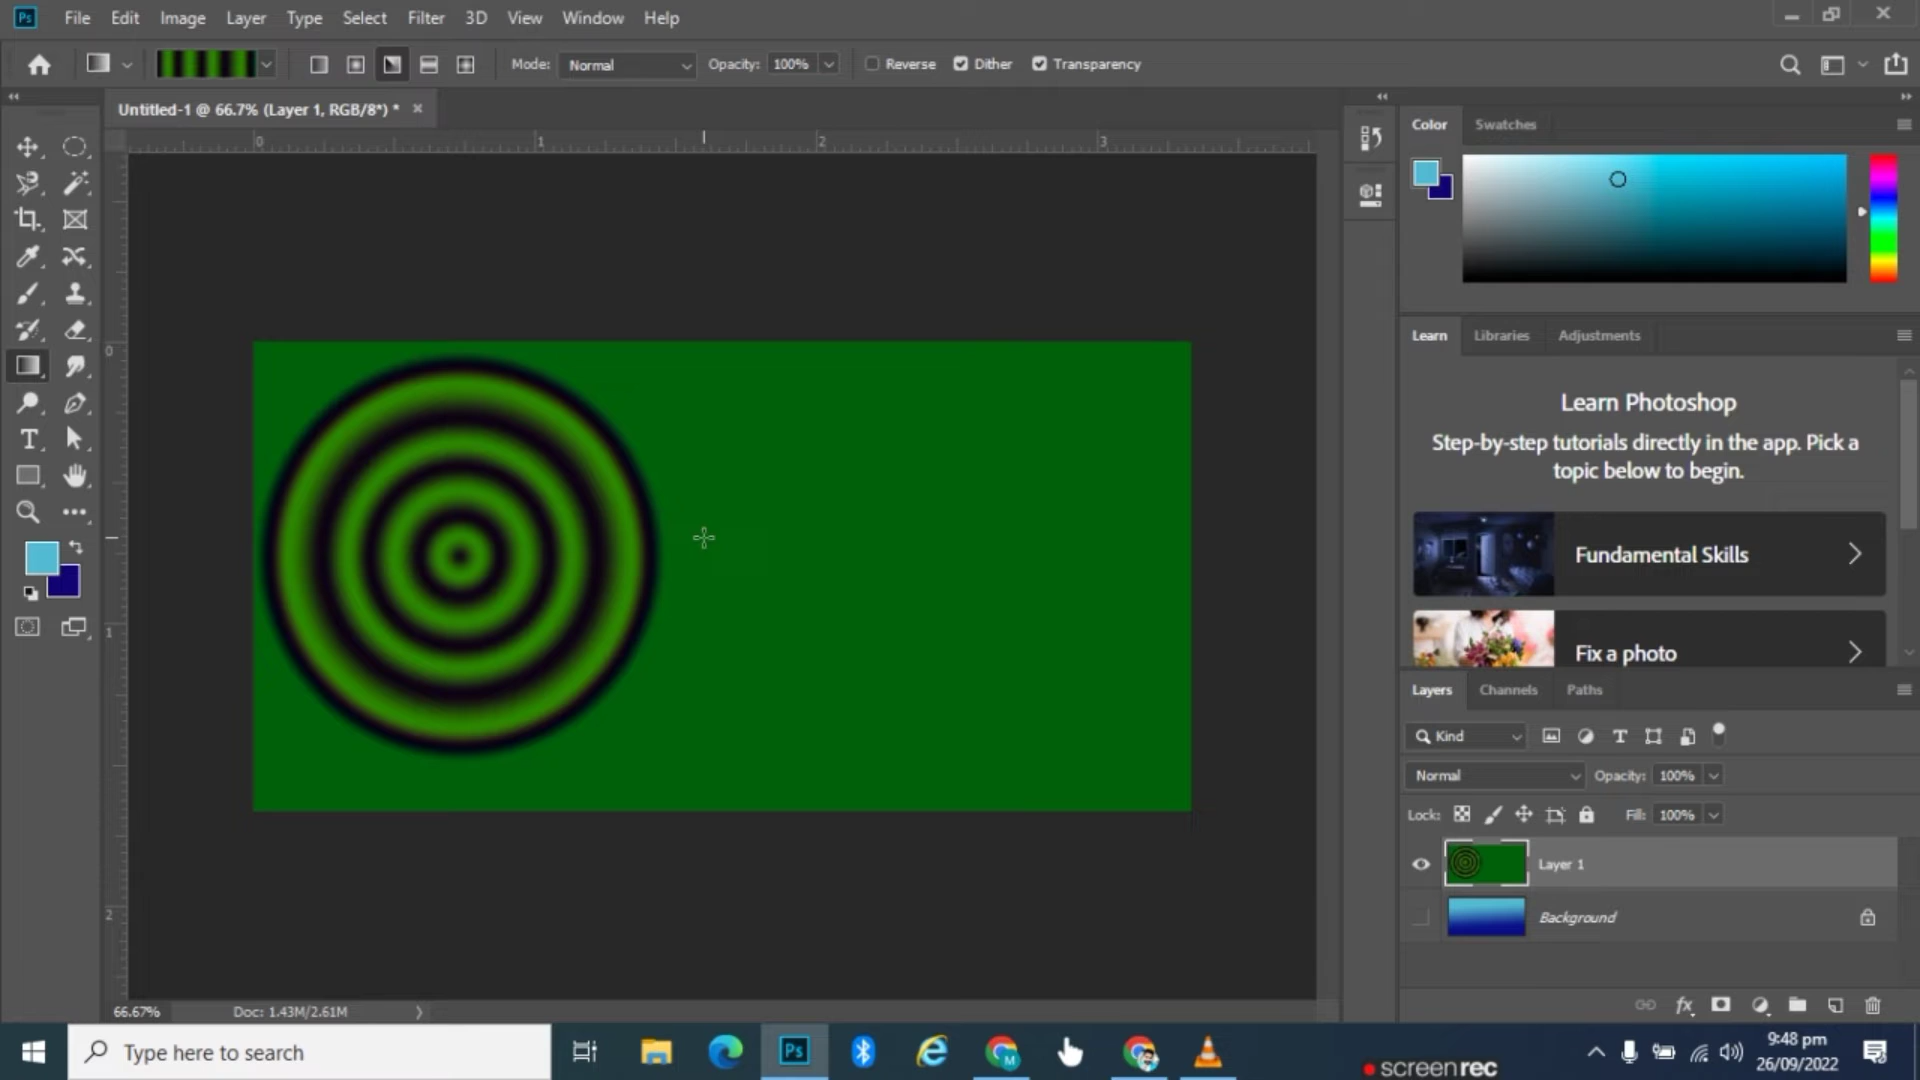 Ps File Edit Image Layer Type Select Filter 3D View Window Help
Mode: Normal Opacity: 100% Reverse Dither Transparency
Untitled-1 @ 66.7% (Layer 1, RGB/8*) *
0 1 2 3
0
1
2
Color Swatches
Learn Libraries Adjustments
Learn Photoshop
Step-by-step tutorials directly in the app. Pick a
topic below to begin.
Fundamental Skills
Fix a photo
Layers Channels Paths
Kind
Normal Opacity: 100%
Lock: Fill: 100%
Layer 1
Background
66.67% Doc: 1.43M/2.61M
Type here to search
Ps
M
9:48 pm
26/09/2022
screenrec